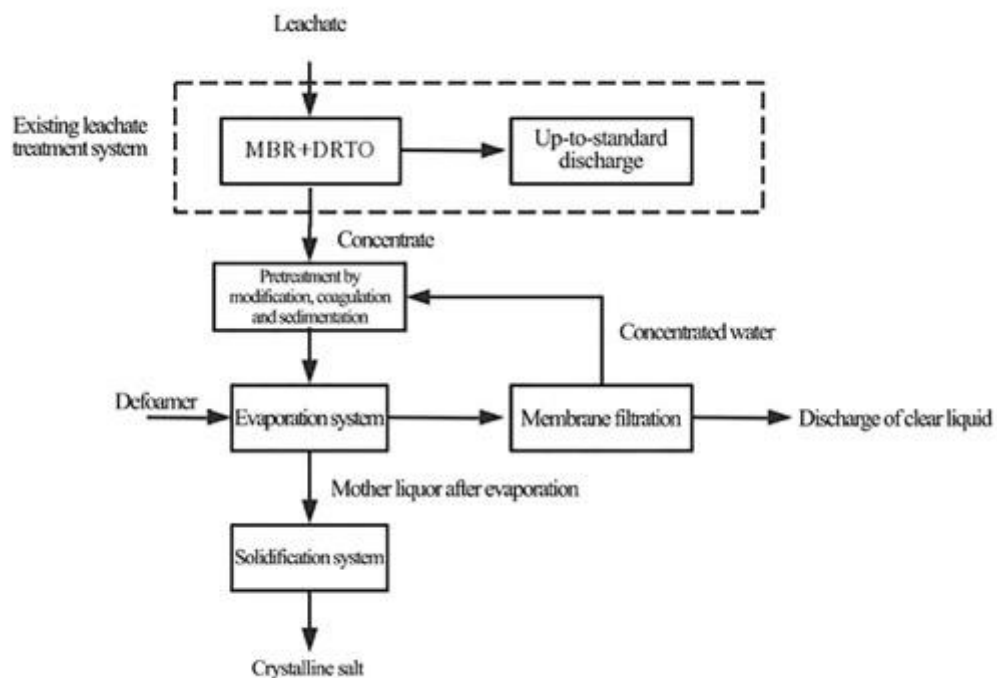 Leachate
Existing leachate
treatment system
MBR+DRTO
Up-to-standard
discharge
Concentrate
Pretreatment by
modification, coagulation
and sedimentation
Concentrated water
Defoamer
Evaporation system
Membrane filtration
Discharge of clear liquid
Mother liquor after evaporation
Solidification system
Crystalline salt